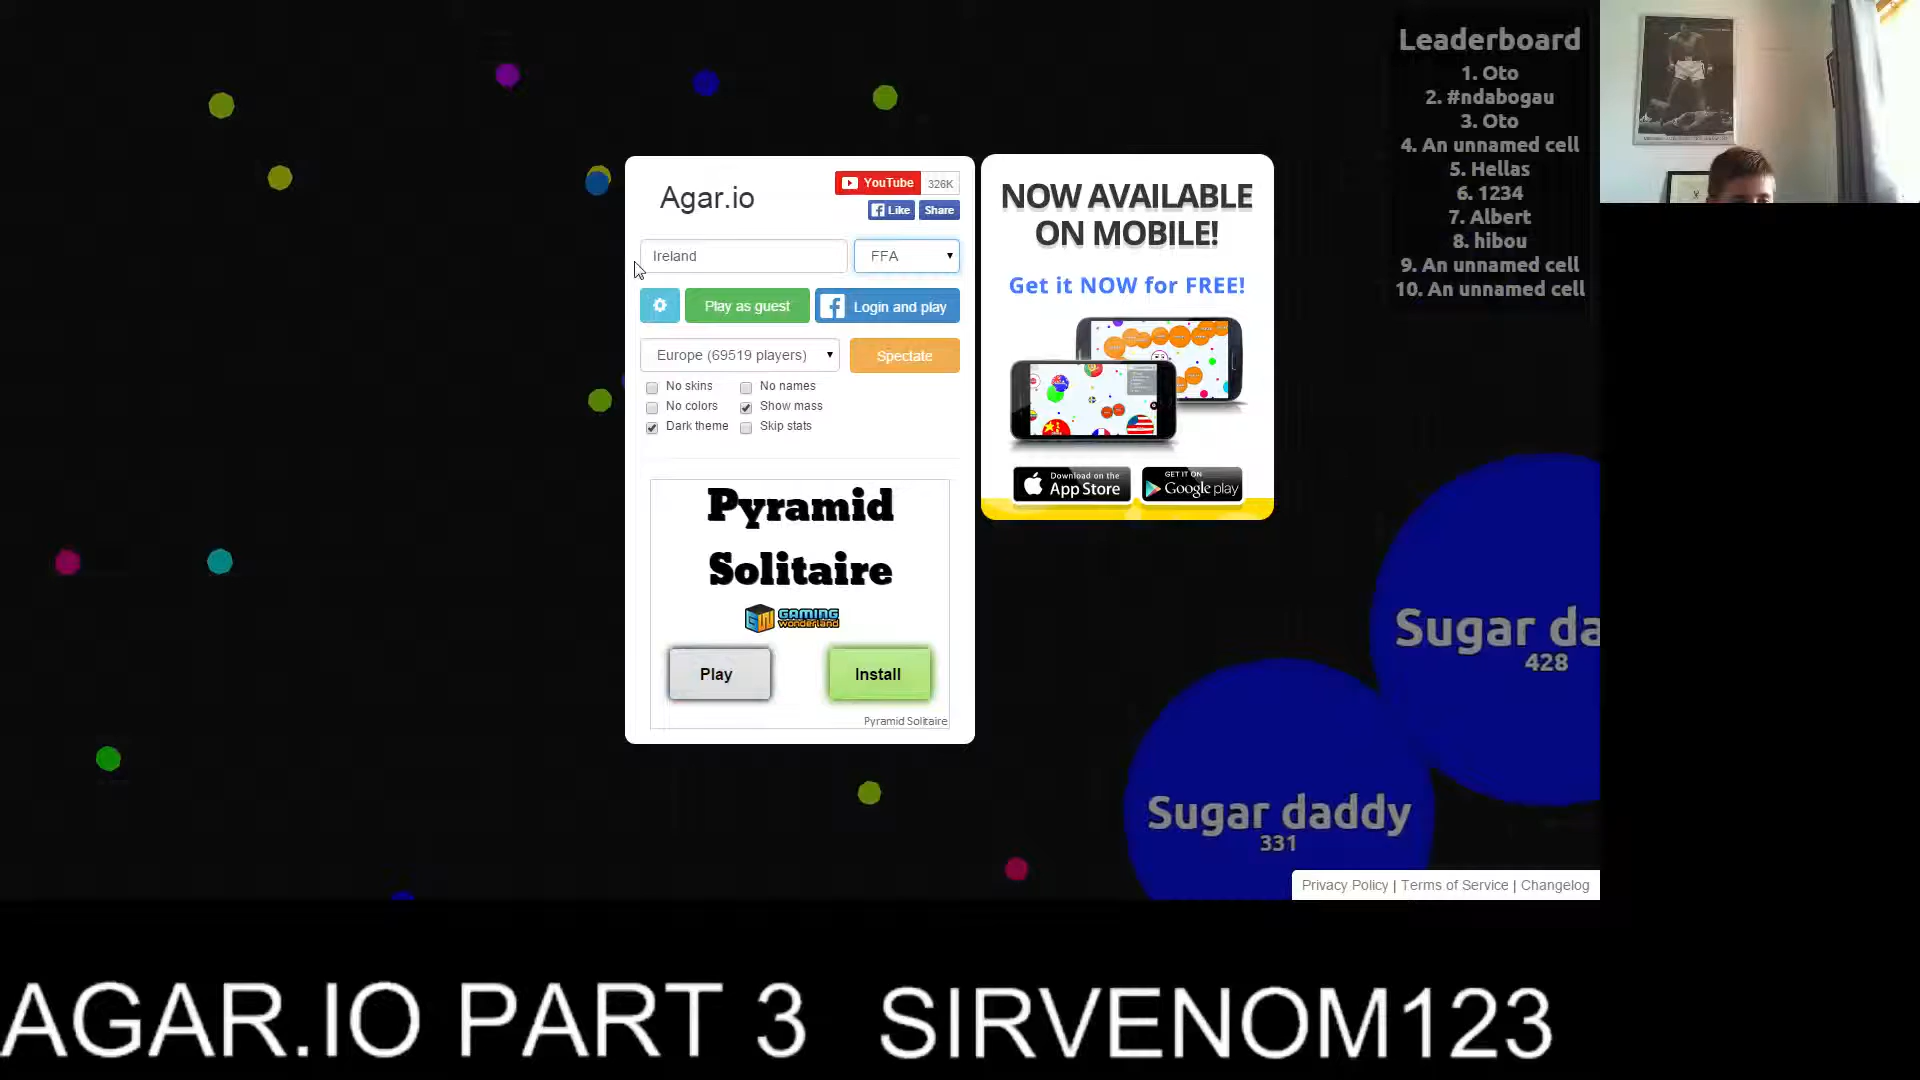 Leaderboard
1. Oto
2. #ndabogau
3. Oto
4. An unnamed cell
5. Hellas
6. 1234
7. Albert
8. hibou
9. An unnamed cell
10. An unnamed cell
Agar.io
YouTube 326K
Like Share
Ireland FFA
Play as guest Login and play
Europe (69519 players) Spectate
No skins No names
No colors Show mass
Dark theme Skip stats
Pyramid
Solitaire
GAMING
wonderland
Play Install
Pyramid Solitaire
NOW AVAILABLE
ON MOBILE!
Get it NOW for FREE!
Download on the
App Store
GET IT ON
Google play
Sugar da
428
Sugar daddy
331
Privacy Policy | Terms of Service | Changelog
AGAR.IO PART 3 SIRVENOM123